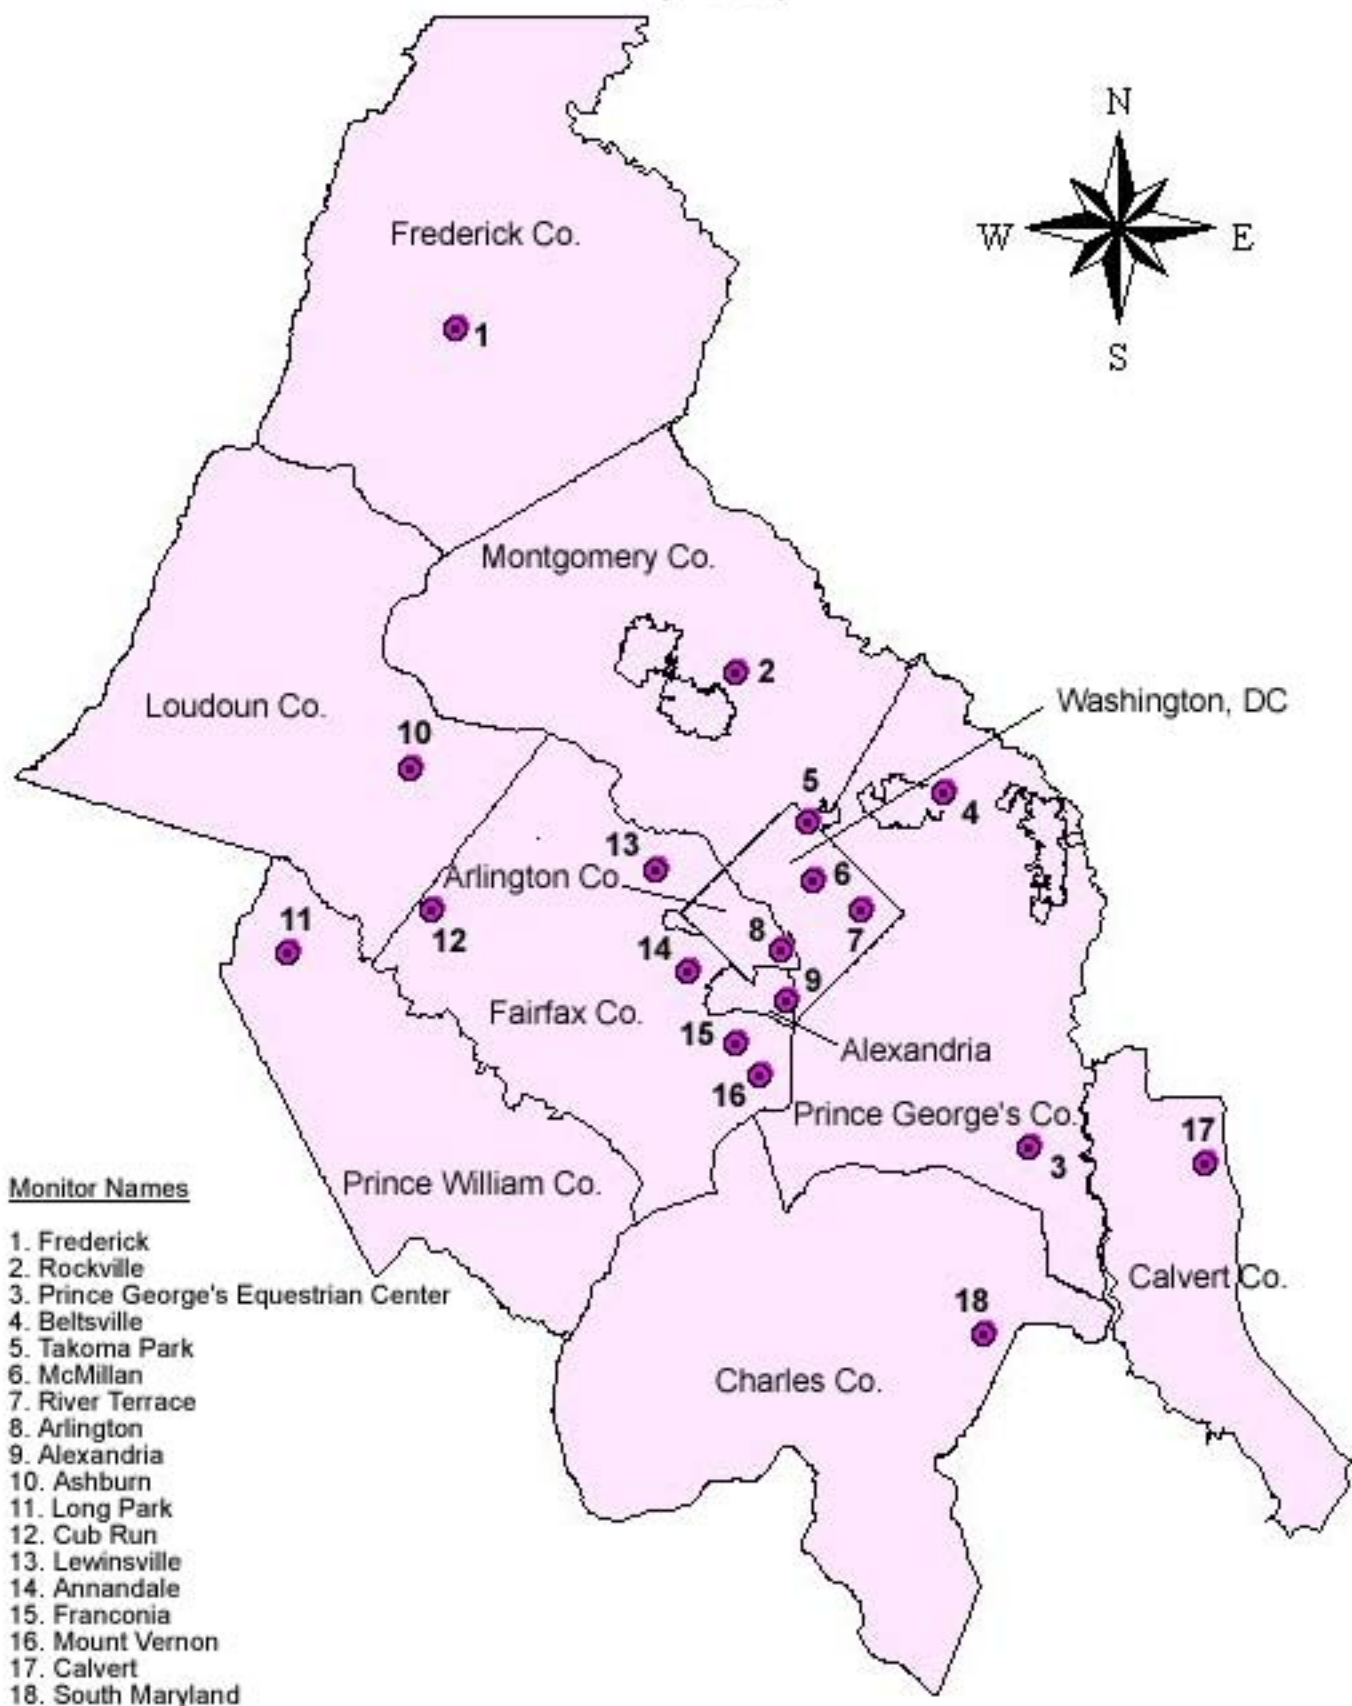 N
W
E
S
Frederick Co.
1
Montgomery Co.
2
Loudoun Co.
Washington, DC
10
5
4
13
Arlington Co.
6
11
12
8
7
14
9
Fairfax Co.
15
Alexandria
16
Prince George's Co.
17
3
Prince William Co.
Calvert Co.
18
Charles Co.
Monitor Names
1. Frederick
2. Rockville
3. Prince George's Equestrian Center
4. Beltsville
5. Takoma Park
6. McMillan
7. River Terrace
8. Arlington
9. Alexandria
10. Ashburn
11. Long Park
12. Cub Run
13. Lewinsville
14. Annandale
15. Franconia
16. Mount Vernon
17. Calvert
18. South Maryland